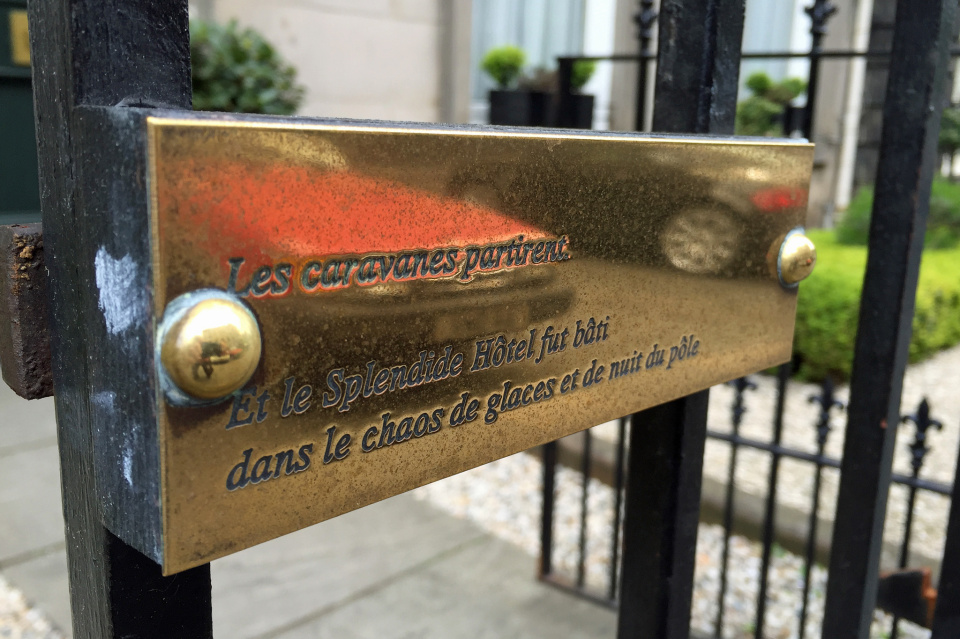 Les caravanes partirent.
Et le Splendide Hôtel fut bâti
dans le chaos de glaces et de nuit du pôle